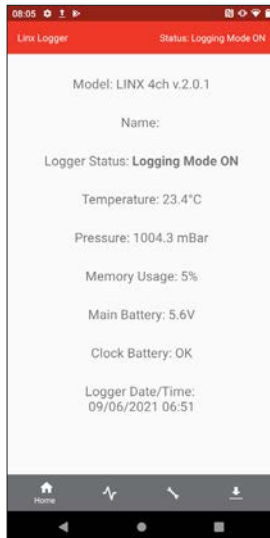 08:05
Linx Logger Status: Logging Mode ON
Model: LINX 4ch v.2.0.1
Name:
Logger Status: Logging Mode ON
Temperature: 23.4°C
Pressure: 1004.3 mBar
Memory Usage: 5%
Main Battery: 5.6V
Clock Battery: OK
Logger Date/Time:
09/06/2021 06:51
Home